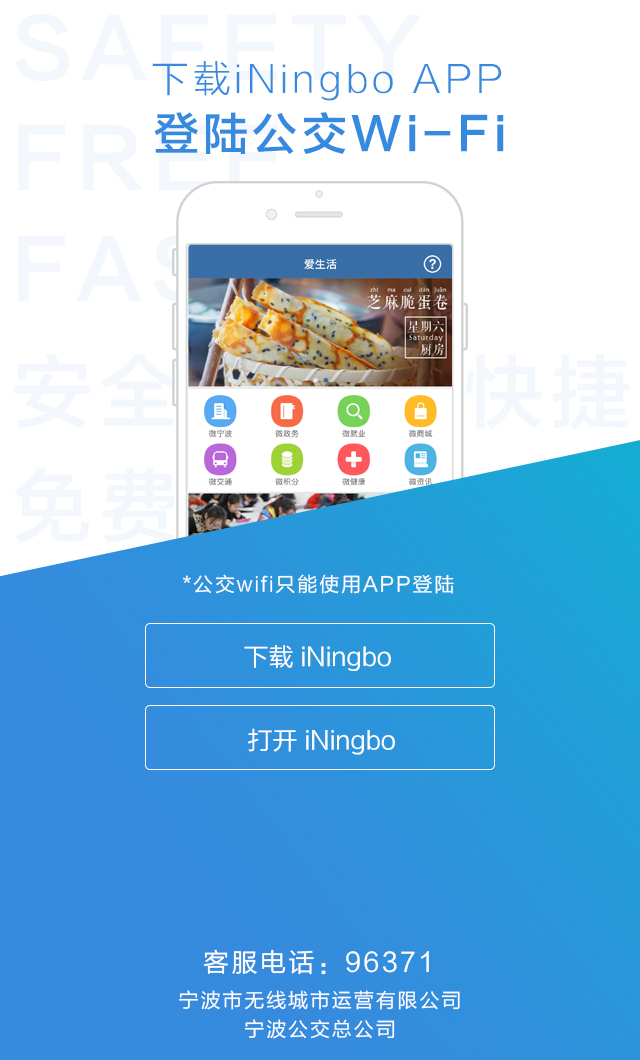 SAFETY
下载iNingbo APP
登陆公交Wi-Fi
FREE
FAS
爱生活
?
zhī ma cuì dàn juǎn
芝麻脆蛋卷
星期六
Saturday
厨房
安全
快捷
微宁波 微政务 微就业 微商城
微交通 微积分 微健康 微资讯
免费
*公交wifi只能使用APP登陆
下载 iNingbo
打开 iNingbo
客服电话：96371
宁波市无线城市运营有限公司
宁波公交总公司